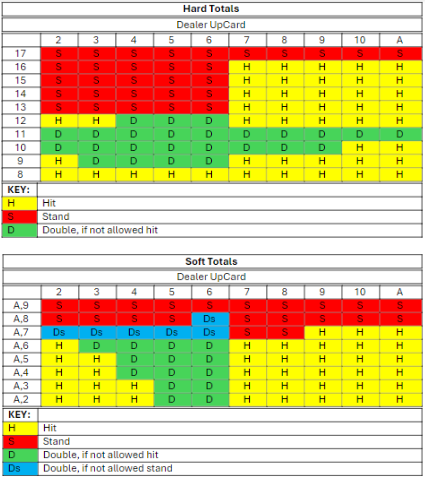 Hard Totals
Dealer UpCard
2 3 4 5 6 7 8 9 10 A
17 S S S S S S S S S S
16 S S S S S H H H H H
15 S S S S S H H H H H
14 S S S S S H H H H H
13 S S S S S H H H H H
12 H H D D D H H H H H
11 D D D D D D D D D D
10 D D D D D D D D H H
9 H D D D D H H H H H
8 H H H H H H H H H H
KEY:
H Hit
S Stand
D Double, if not allowed hit
Soft Totals
Dealer UpCard
2 3 4 5 6 7 8 9 10 A
A,9 S S S S S S S S S S
A,8 S S S S Ds S S S S S
A,7 Ds Ds Ds Ds Ds S S H H H
A,6 H D D D D H H H H H
A,5 H H D D D H H H H H
A,4 H H D D D H H H H H
A,3 H H H D D H H H H H
A,2 H H H D D H H H H H
KEY:
H Hit
S Stand
D Double, if not allowed hit
Ds Double, if not allowed stand